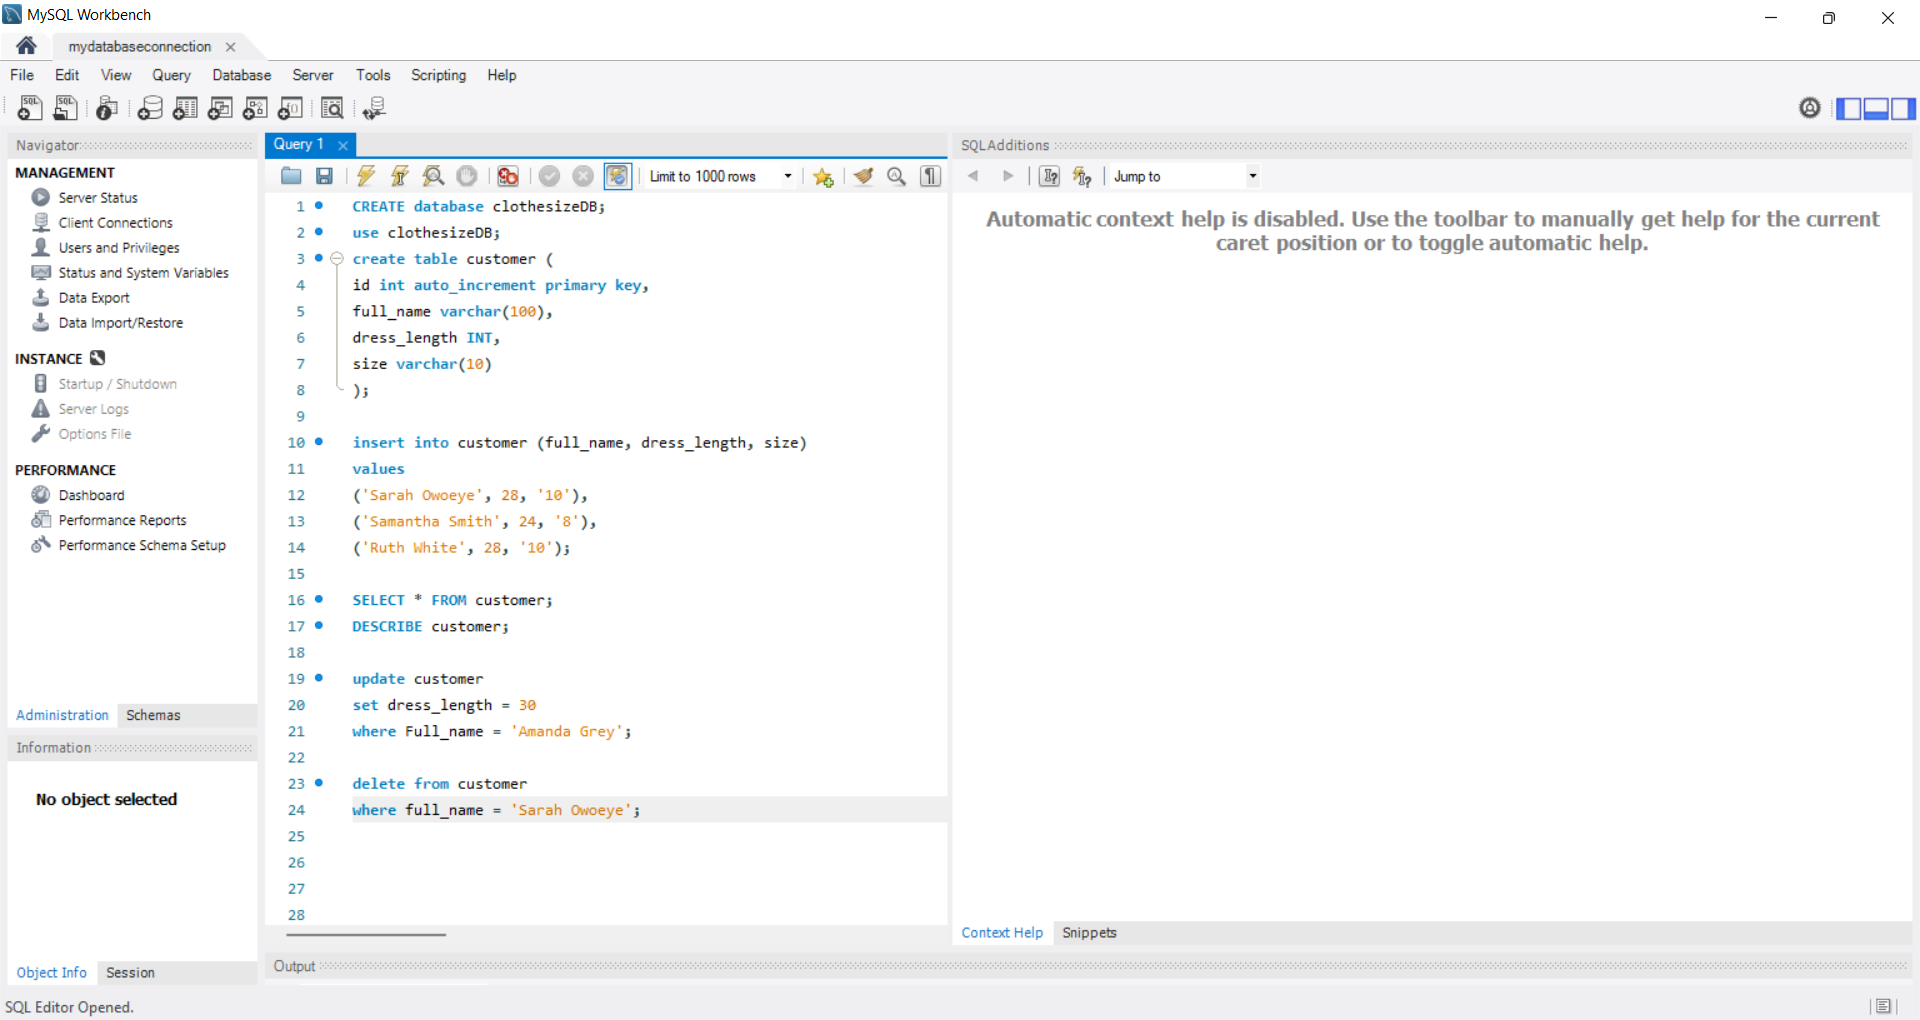 MySQL Workbench
mydatabaseconnection
File Edit View Query Database Server Tools Scripting Help
Navigator
MANAGEMENT
Server Status
Client Connections
Users and Privileges
Status and System Variables
Data Export
Data Import/Restore
INSTANCE
Startup / Shutdown
Server Logs
Options File
PERFORMANCE
Dashboard
Performance Reports
Performance Schema Setup
Administration Schemas
Information
No object selected
Object Info Session
Query 1
Limit to 1000 rows
1 CREATE database clothesizeDB;
2 use clothesizeDB;
3 create table customer (
4 id int auto_increment primary key,
5 full_name varchar(100),
6 dress_length INT,
7 size varchar(10)
8 );
9
10 insert into customer (full_name, dress_length, size)
11 values
12 ('Sarah Owoeye', 28, '10'),
13 ('Samantha Smith', 24, '8'),
14 ('Ruth White', 28, '10');
15
16 SELECT * FROM customer;
17 DESCRIBE customer;
18
19 update customer
20 set dress_length = 30
21 where Full_name = 'Amanda Grey';
22
23 delete from customer
24 where full_name = 'Sarah Owoeye';
25
26
27
28
SQLAdditions
Jump to
Automatic context help is disabled. Use the toolbar to manually get help for the current
caret position or to toggle automatic help.
Context Help Snippets
Output
SQL Editor Opened.